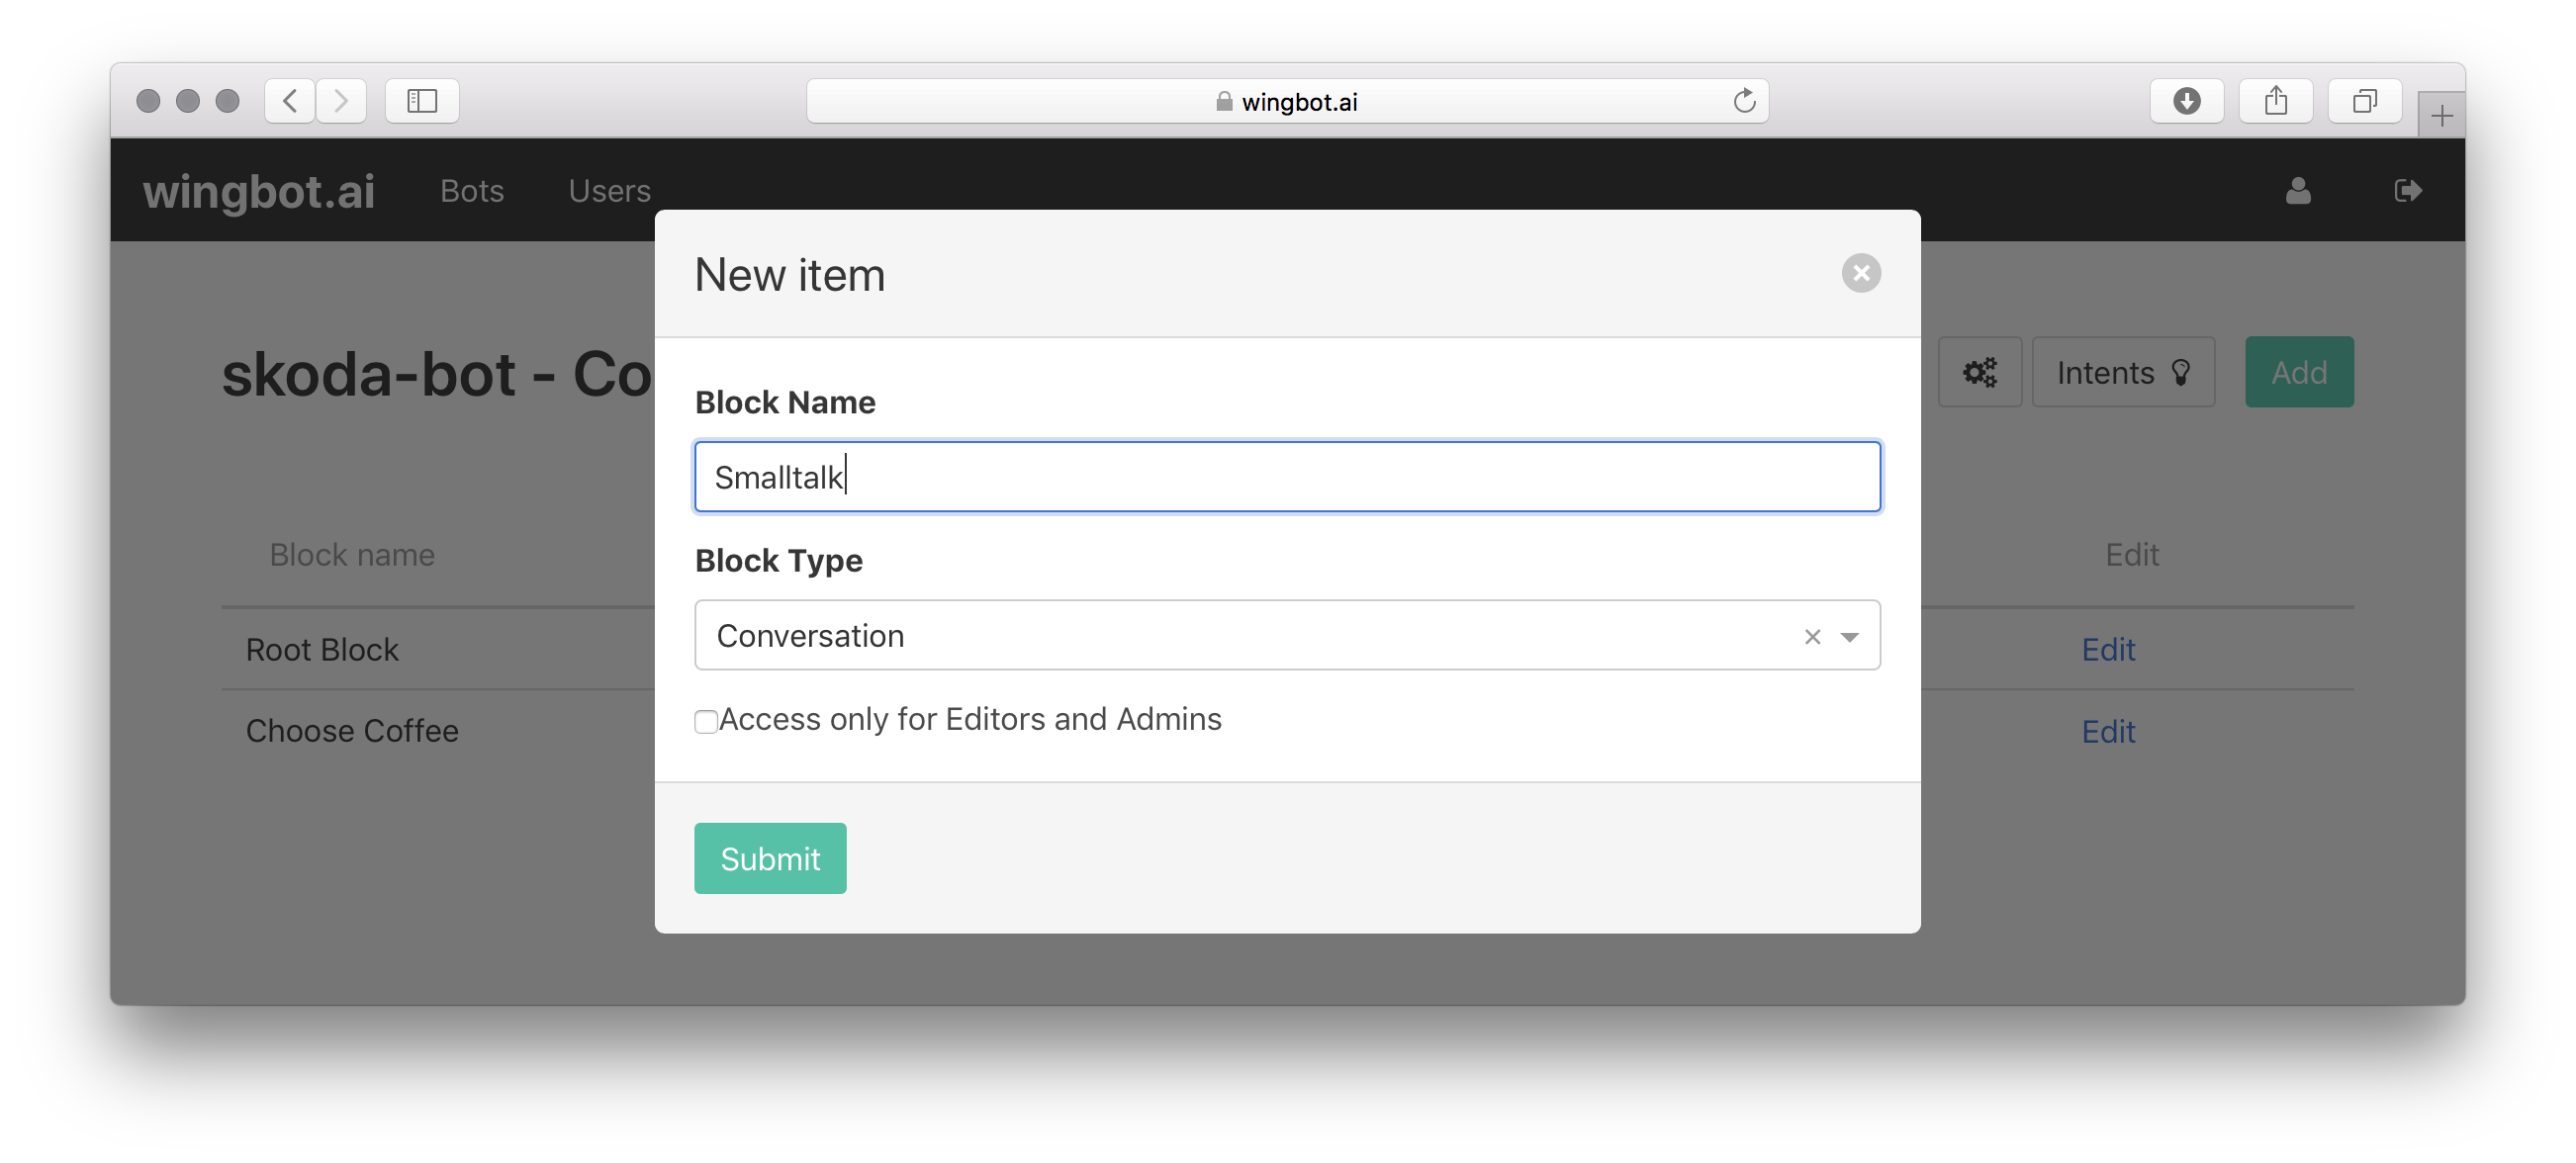 wingbot.ai
wingbot.ai Bots Users
New item
skoda-bot - Co
Intents Add
Block Name
Smalltalk
Block name Edit
Block Type
Root Block Conversation Edit
Access only for Editors and Admins
Choose Coffee Edit
Submit